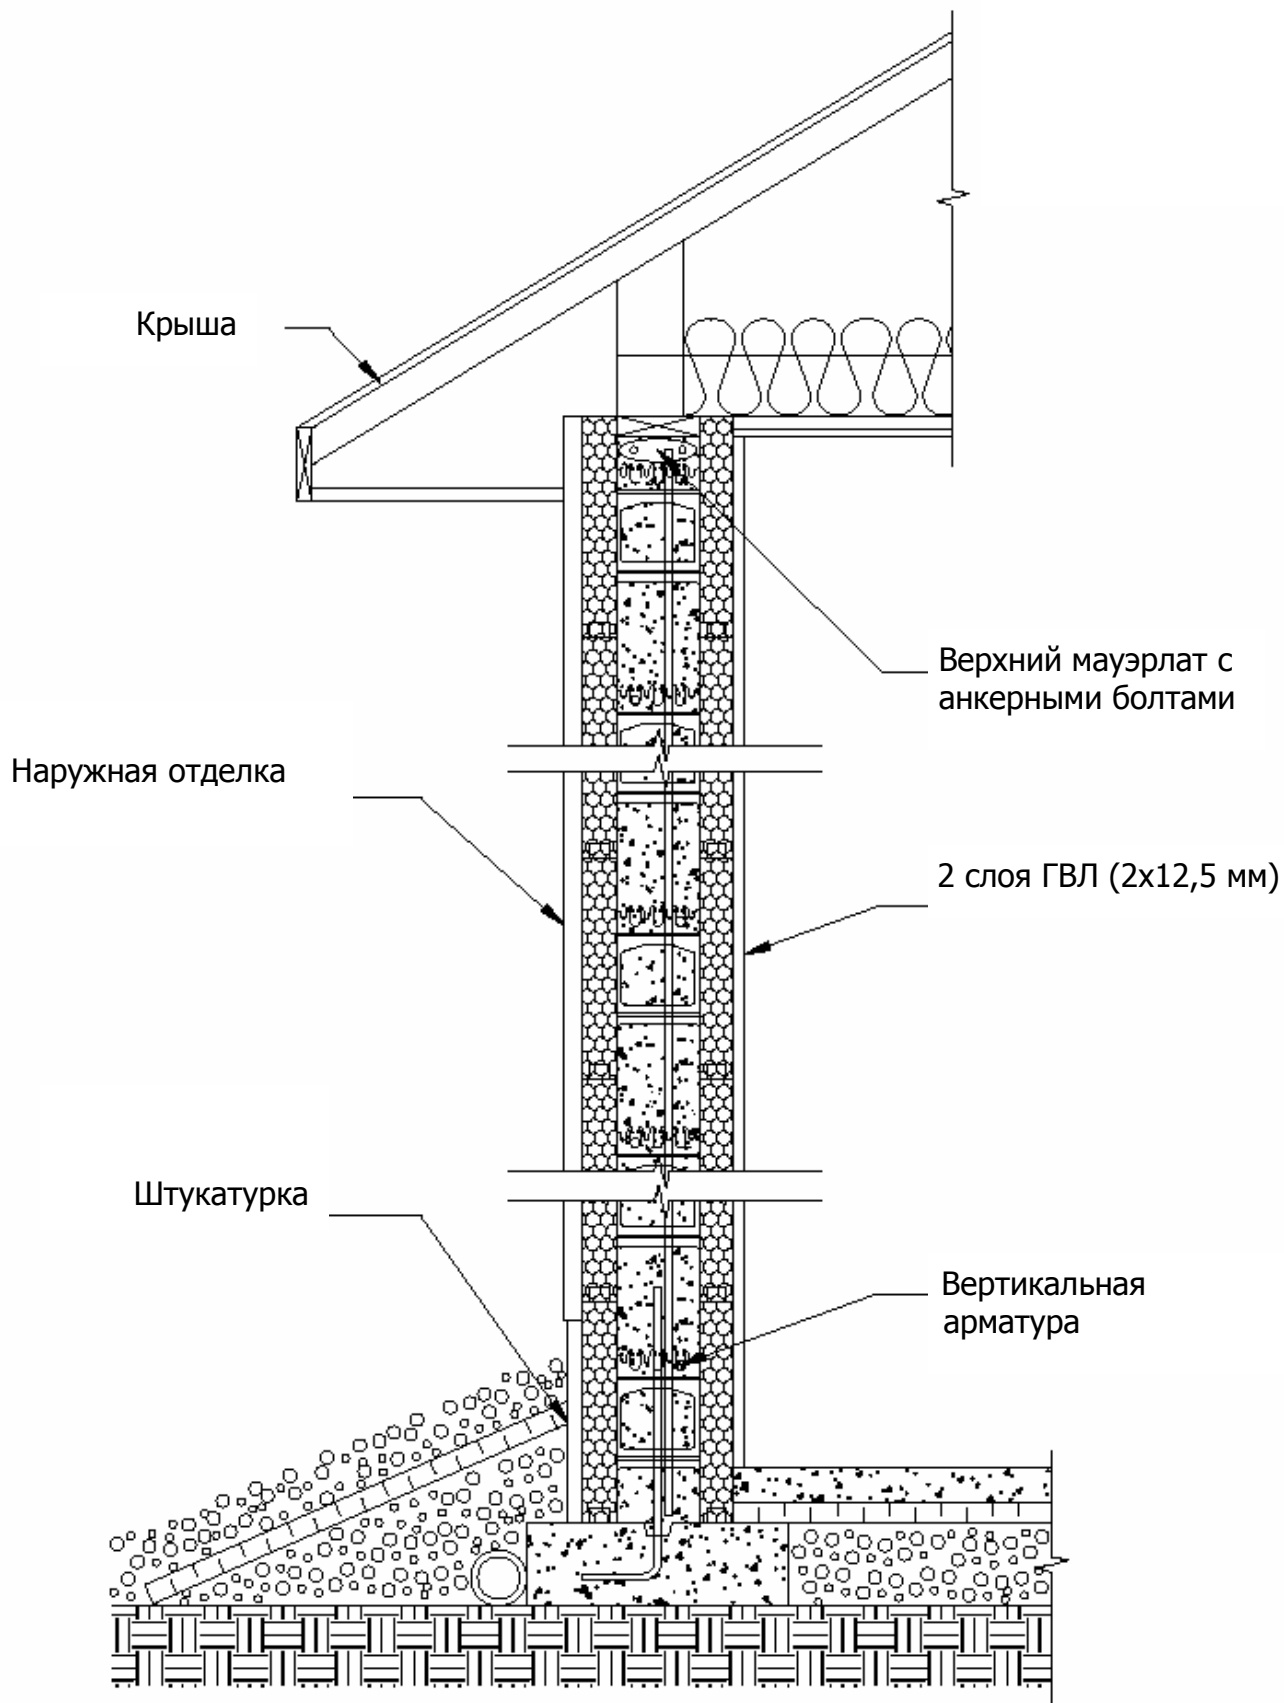 Крыша
Верхний мауэрлат с
анкерными болтами
Наружная отделка
2 слоя ГВЛ (2х12,5 мм)
Штукатурка
Вертикальная
арматура